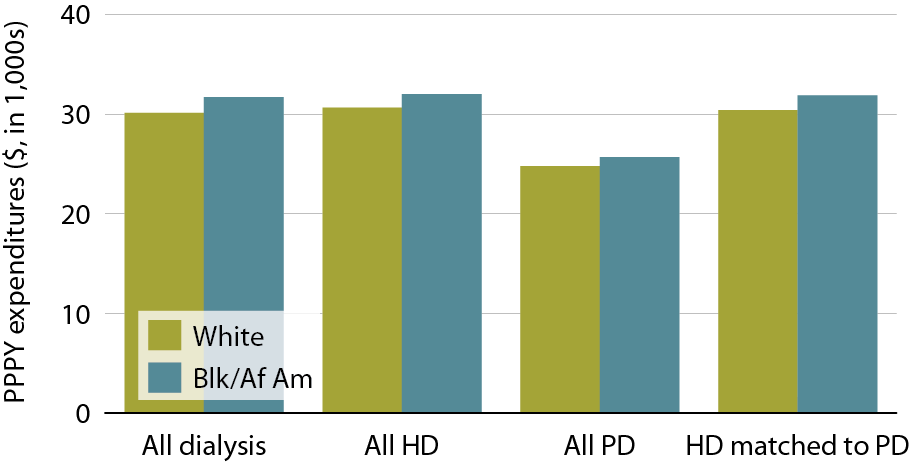 PPPY expenditures ($, in 1,000s)
40
30
20
10
0
White
Blk/Af Am
All dialysis
All HD
All PD
HD matched to PD